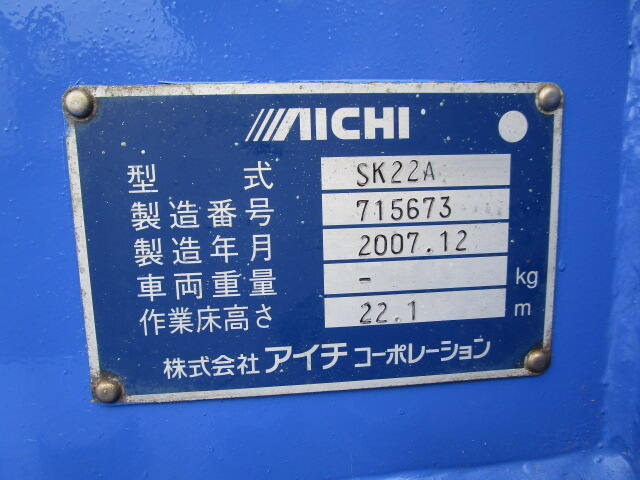 AICHI
型式 SK22A
製造番号 715673
製造年月 2007.12
車両重量 - kg
作業床高さ 22.1 m
株式会社 アイチ コーポレーション